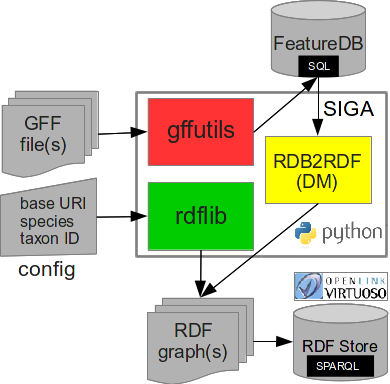 FeatureDB
SQL
GFF
file(s)
gffutils
SIGA
RDB2RDF
(DM)
base URI
species
taxon ID
config
rdflib
python
OPENLINK
VIRTUOSO
RDF
graph(s)
RDF Store
SPARQL